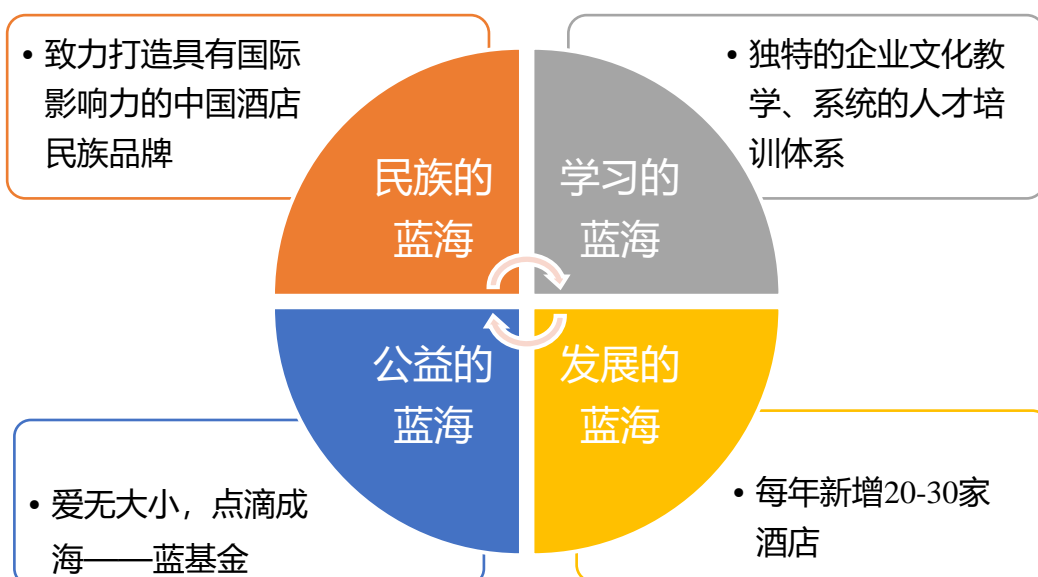 • 致力打造具有国际
影响力的中国酒店
民族品牌
• 独特的企业文化教
学、系统的人才培
训体系
民族的
蓝海
学习的
蓝海
公益的
蓝海
发展的
蓝海
• 爱无大小，点滴成
海——蓝基金
• 每年新增20-30家
酒店